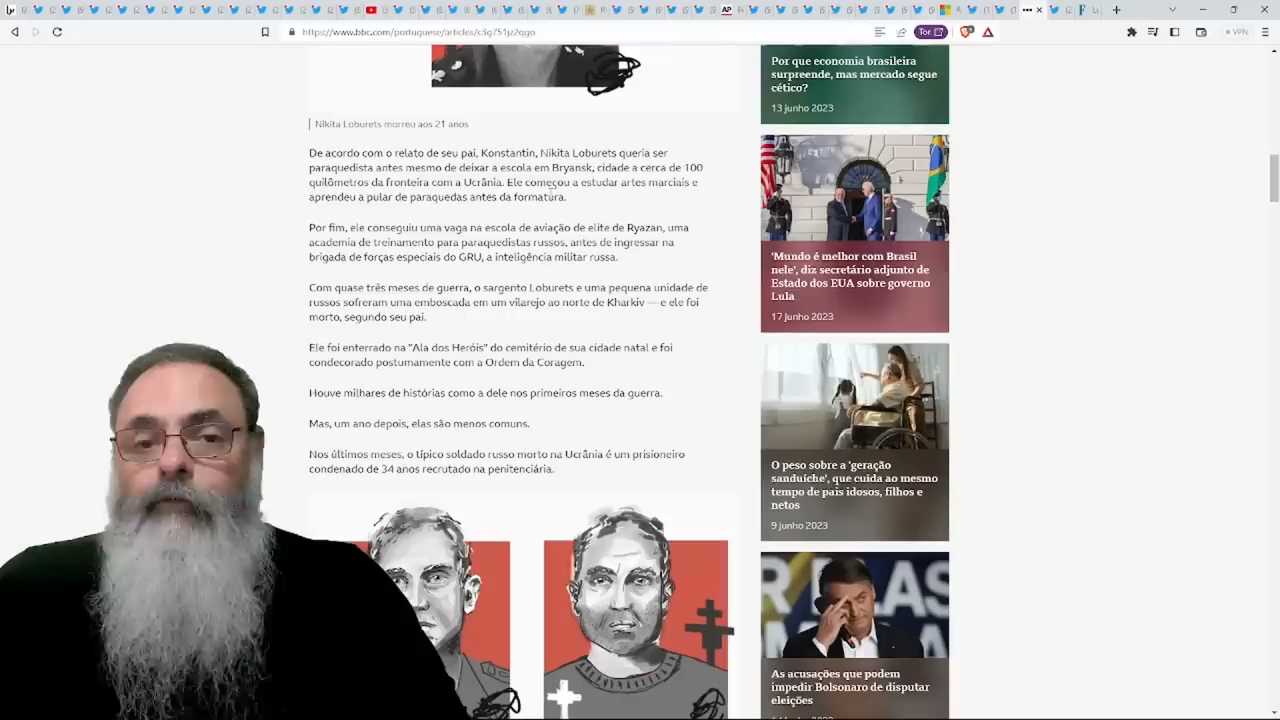 https://www.bbc.com/portuguese/articles/c3g751jz2qgo
Tor
VPN
Nikita Loburets morreu aos 21 anos
De acordo com o relato de seu pai, Konstantin, Nikita Loburets queria ser
paraquedista antes mesmo de deixar a escola em Bryansk, cidade a cerca de 100
quilômetros da fronteira com a Ucrânia. Ele começou a estudar artes marciais e
aprendeu a pular de paraquedas antes da formatura.
Por fim, ele conseguiu uma vaga na escola de aviação de elite de Ryazan, uma
academia de treinamento para paraquedistas russos, antes de ingressar na
brigada de forças especiais do GRU, a inteligência militar russa.
Com quase três meses de guerra, o sargento Loburets e uma pequena unidade de
russos sofreram uma emboscada em um vilarejo ao norte de Kharkiv — e ele foi
morto, segundo seu pai.
Ele foi enterrado na "Ala dos Heróis" do cemitério de sua cidade natal e foi
condecorado postumamente com a Ordem da Coragem.
Houve milhares de histórias como a dele nos primeiros meses da guerra.
Mas, um ano depois, elas são menos comuns.
Nos últimos meses, o típico soldado russo morto na Ucrânia é um prisioneiro
condenado de 34 anos recrutado na penitenciária.
Por que economia brasileira
surpreende, mas mercado segue
cético?
13 junho 2023
'Mundo é melhor com Brasil
nele', diz secretário adjunto de
Estado dos EUA sobre governo
Lula
17 junho 2023
O peso sobre a 'geração
sanduíche', que cuida ao mesmo
tempo de pais idosos, filhos e
netos
9 junho 2023
As acusações que podem
impedir Bolsonaro de disputar
eleições